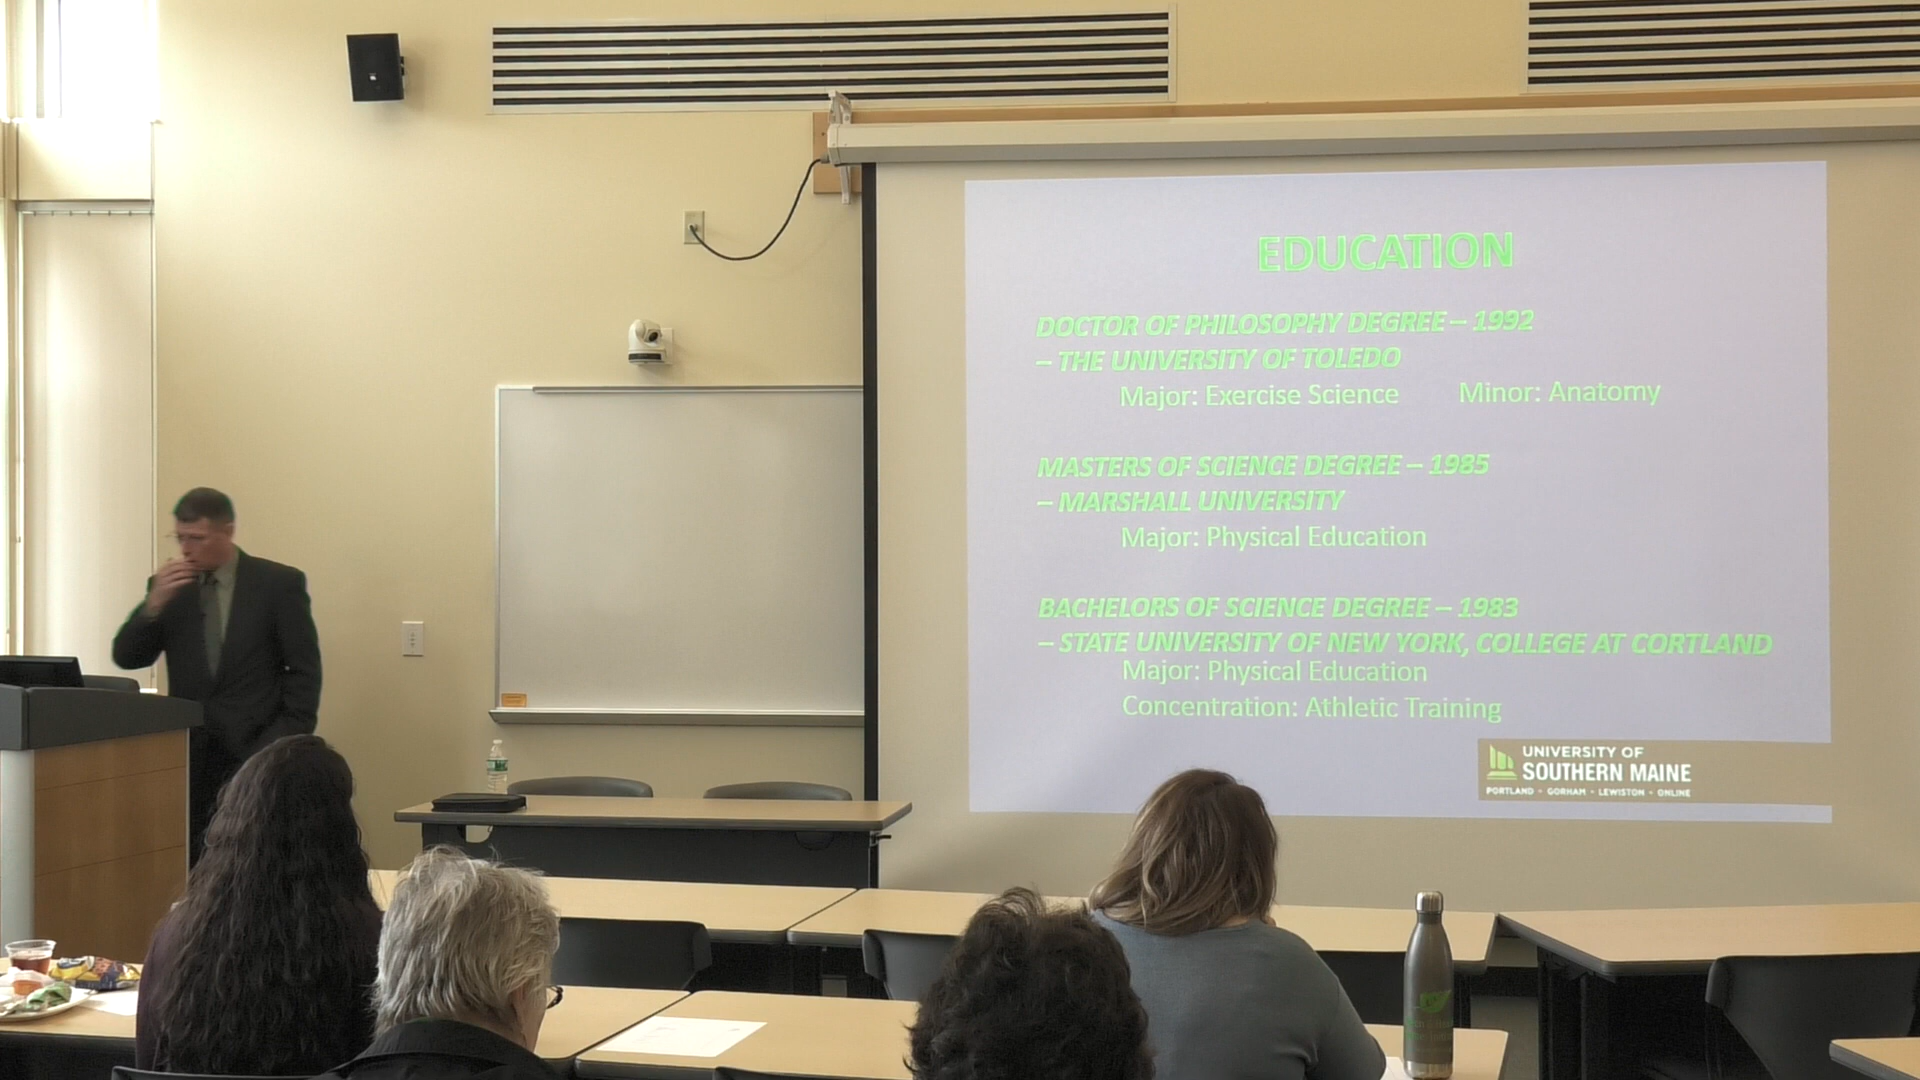 EDUCATION
DOCTOR OF PHILOSOPHY DEGREE – 1992
– THE UNIVERSITY OF TOLEDO
Major: Exercise Science Minor: Anatomy
MASTERS OF SCIENCE DEGREE – 1985
– MARSHALL UNIVERSITY
Major: Physical Education
BACHELORS OF SCIENCE DEGREE – 1983
– STATE UNIVERSITY OF NEW YORK, COLLEGE AT CORTLAND
Major: Physical Education
Concentration: Athletic Training
UNIVERSITY OF
SOUTHERN MAINE
PORTLAND • GORHAM • LEWISTON • ONLINE